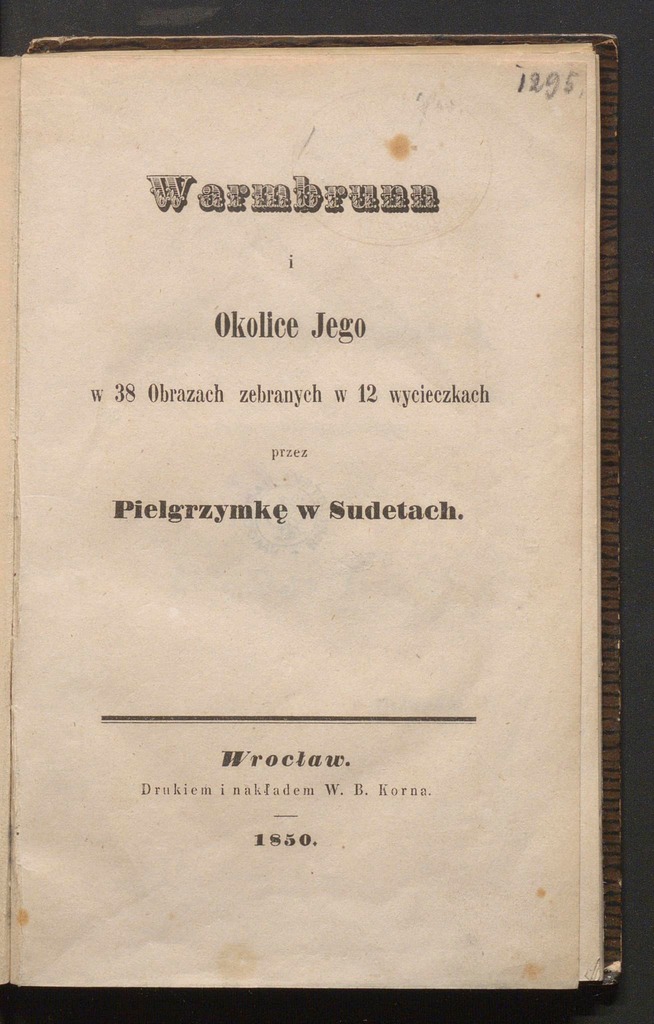 1295.
Warmbrunn
i
Okolice Jego
w 38 Obrazach zebranych w 12 wycieczkach
przez
Pielgrzymkę w Sudetach.
Wrocław.
Drukiem i nakładem W. B. Korna.
1850.